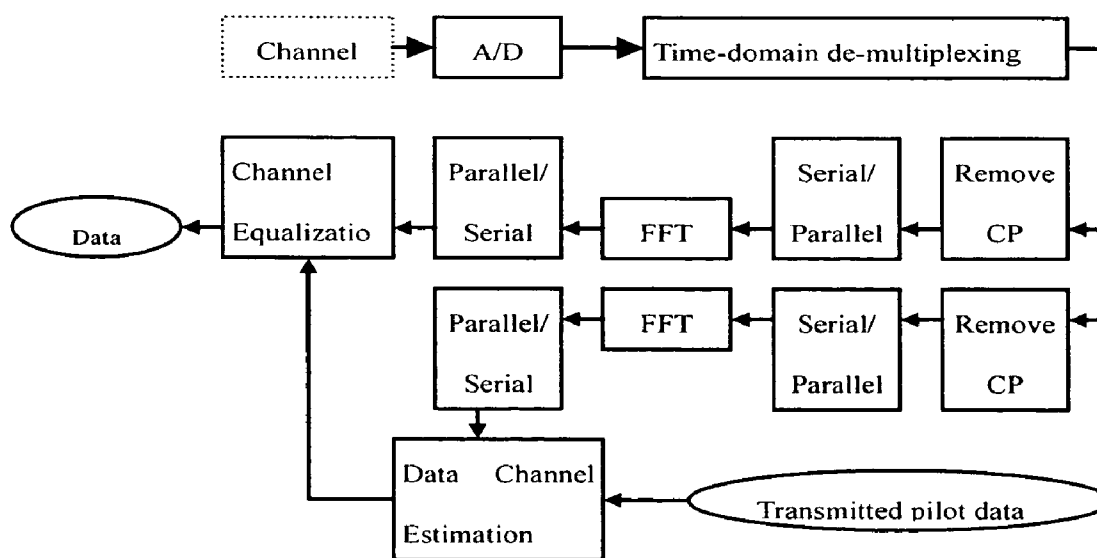 Channel
A/D
Time-domain de-multiplexing
Channel
Equalizatio
Parallel/
Serial
FFT
Serial/
Parallel
Remove
CP
Data
Parallel/
Serial
FFT
Serial/
Parallel
Remove
CP
Data Channel
Estimation
Transmitted pilot data